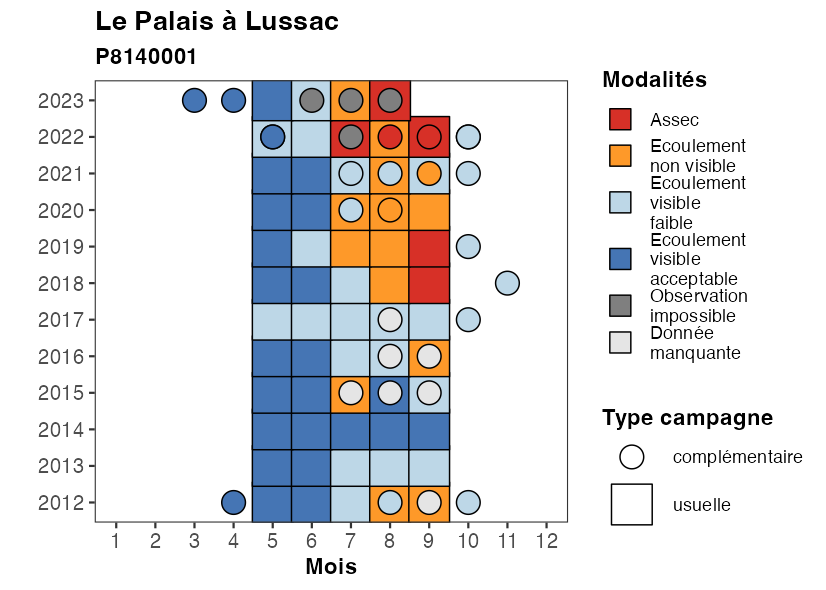 Le Palais à Lussac
P8140001
2023
2022
2021
2020
2019
2018
2017
2016
2015
2014
2013
2012
1 2 3 4 5 6 7 8 9 10 11 12
Mois
Modalités
Assec
Ecoulement
non visible
Ecoulement
visible
faible
Ecoulement
visible
acceptable
Observation
impossible
Donnée
manquante
Type campagne
complémentaire
usuelle